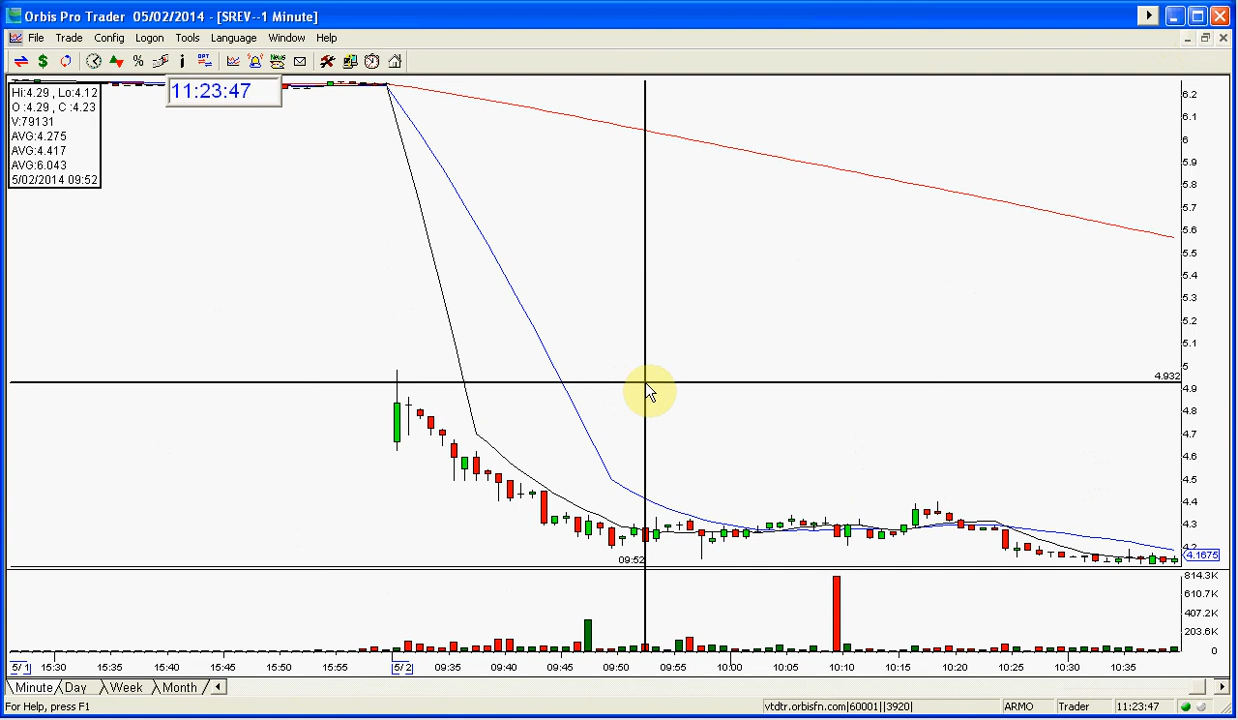 Orbis Pro Trader 05/02/2014 - [SREV--1 Minute]
File Trade Config Logon Tools Language Window Help
11:23:47
Hi:4.29 , Lo:4.12
O :4.29 , C :4.23
V:79131
AVG:4.275
AVG:4.417
AVG:6.043
5/02/2014 09:52
6.2
6.1
6
5.9
5.8
5.7
5.6
5.5
5.4
5.3
5.2
5.1
5
4.932
4.9
4.8
4.7
4.6
4.5
4.4
4.3
4.2
4.1675
09:52
814.3K
610.7K
407.2K
203.6K
0
5/ 1 15:30 15:35 15:40 15:45 15:50 15:55 5/ 2 09:35 09:40 09:45 09:50 09:55 10:00 10:05 10:10 10:15 10:20 10:25 10:30 10:35
Minute Day Week Month
For Help, press F1 vtdtr.orbisfn.com|60001||3920| ARMO Trader 11:23:47